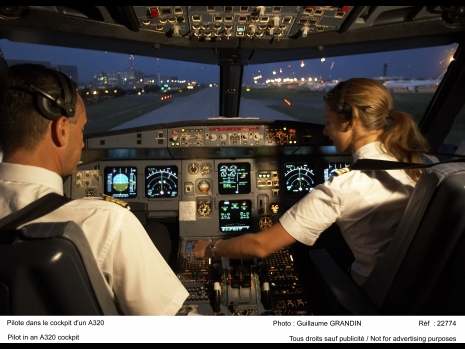 Pilote dans le cockpit d'un A320
Photo : Guillaume GRANDIN
Réf : 22774
Pilot in an A320 cockpit
Tous droits sauf publicité / Not for advertising purposes